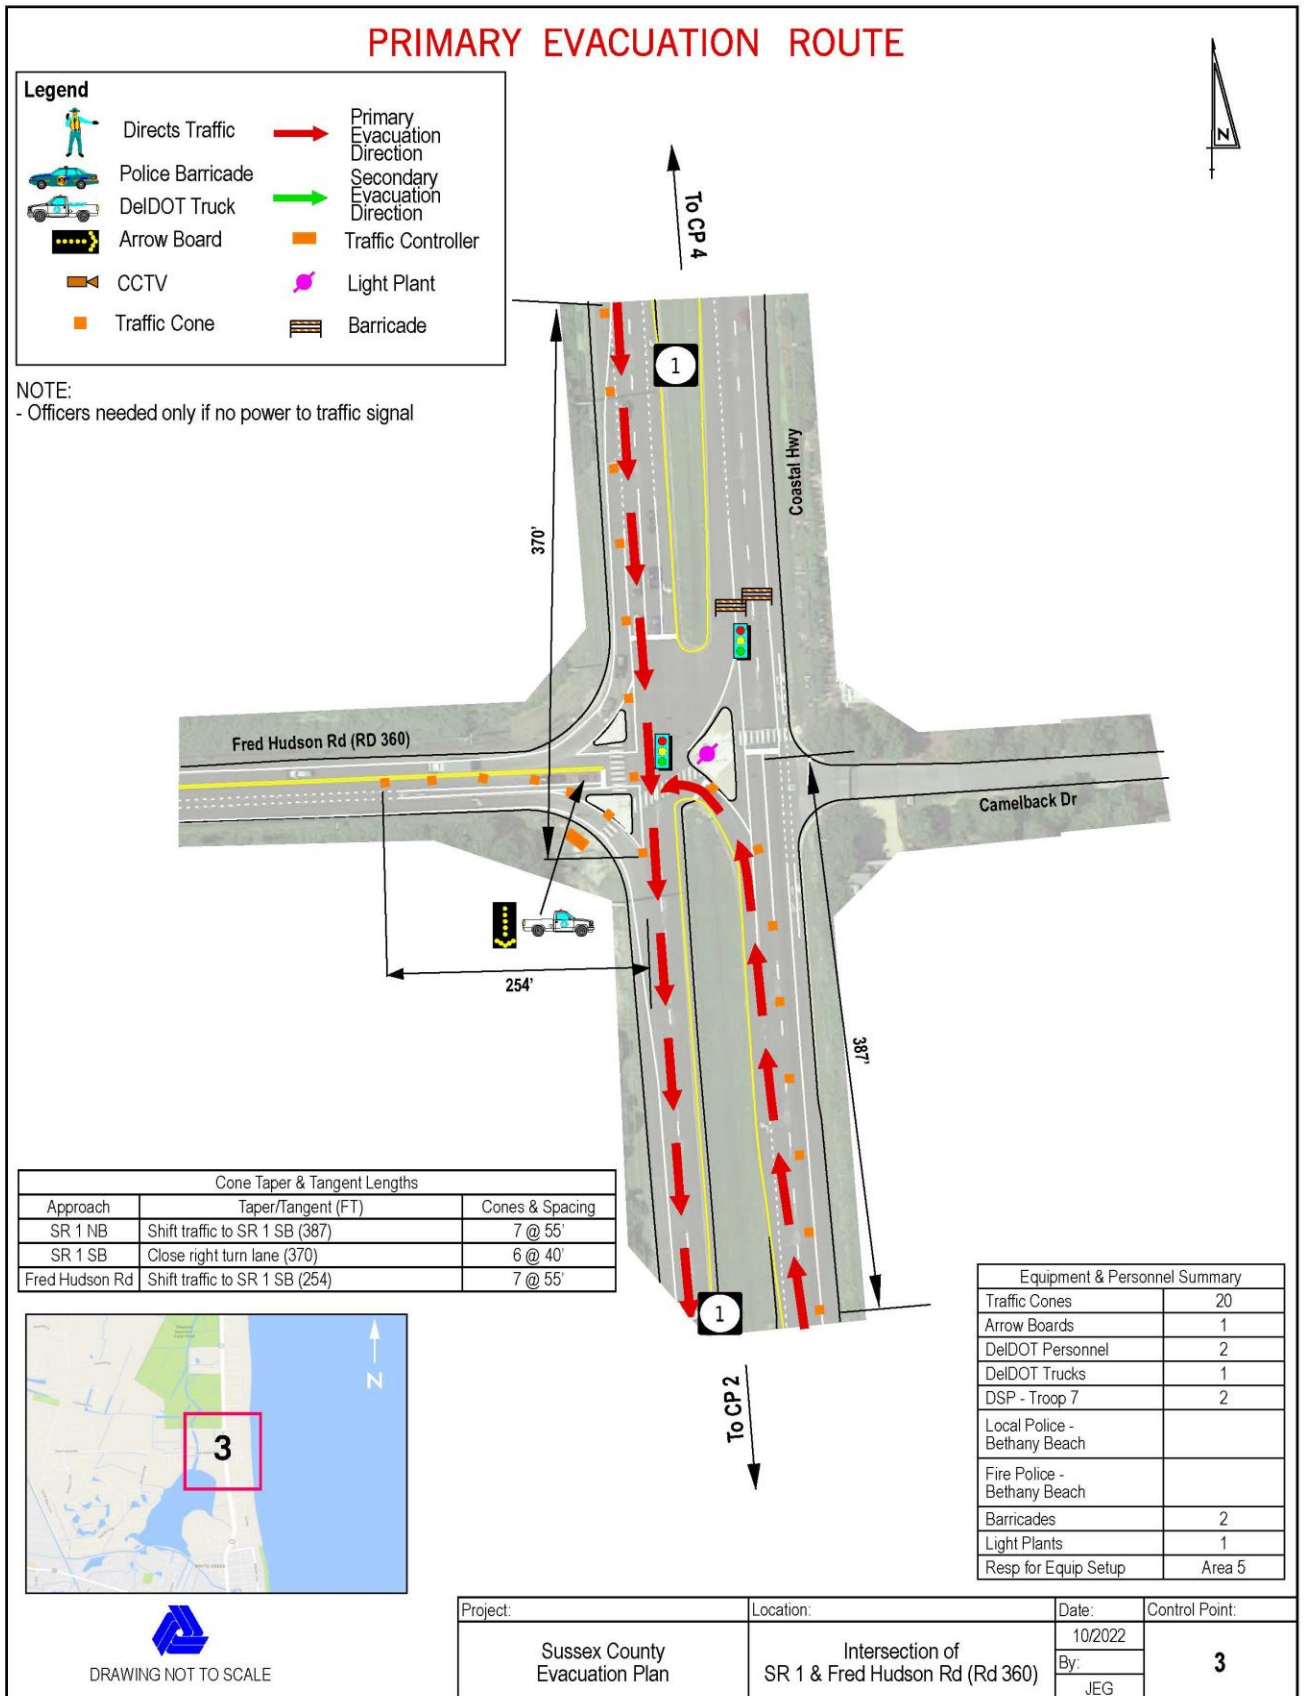 PRIMARY EVACUATION ROUTE
Legend
Directs Traffic
Police Barricade
DelDOT Truck
Arrow Board
CCTV
Traffic Cone
Primary
Evacuation
Direction
Secondary
Evacuation
Direction
Traffic Controller
Light Plant
Barricade
N
NOTE:
- Officers needed only if no power to traffic signal
To CP 4
1
Coastal Hwy
370'
Fred Hudson Rd (RD 360)
Camelback Dr
254'
387'
1
To CP 2
Cone Taper & Tangent Lengths
Approach Taper/Tangent (FT) Cones & Spacing
SR 1 NB Shift traffic to SR 1 SB (387) 7 @ 55'
SR 1 SB Close right turn lane (370) 6 @ 40'
Fred Hudson Rd Shift traffic to SR 1 SB (254) 7 @ 55'
N
3
Equipment & Personnel Summary
Traffic Cones 20
Arrow Boards 1
DelDOT Personnel 2
DelDOT Trucks 1
DSP - Troop 7 2
Local Police -
Bethany Beach
Fire Police -
Bethany Beach
Barricades 2
Light Plants 1
Resp for Equip Setup Area 5
DRAWING NOT TO SCALE
Project:
Sussex County
Evacuation Plan
Location:
Intersection of
SR 1 & Fred Hudson Rd (Rd 360)
Date:
10/2022
By:
JEG
Control Point:
3